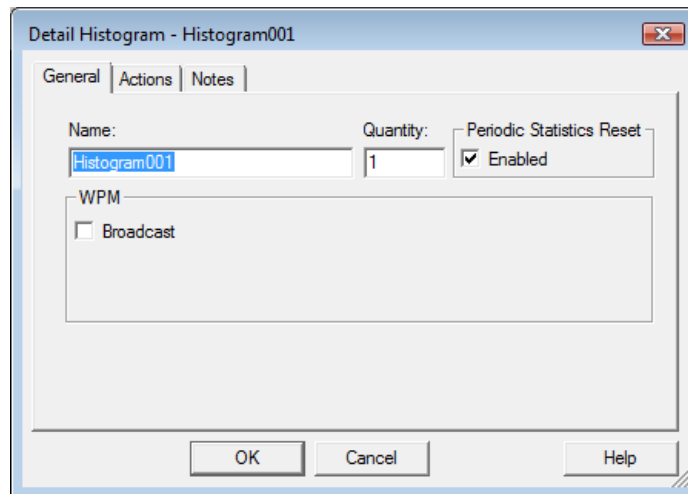 Detail Histogram - Histogram001
General Actions Notes
Name: Quantity: Periodic Statistics Reset
Histogram001 1 Enabled
WPM
Broadcast
OK Cancel Help